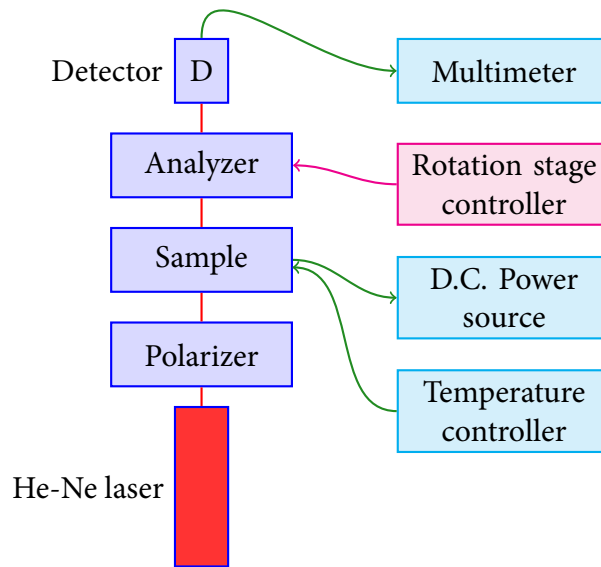 Detector
D
Multimeter
Analyzer
Rotation stage
controller
Sample
D.C. Power
source
Polarizer
Temperature
controller
He-Ne laser